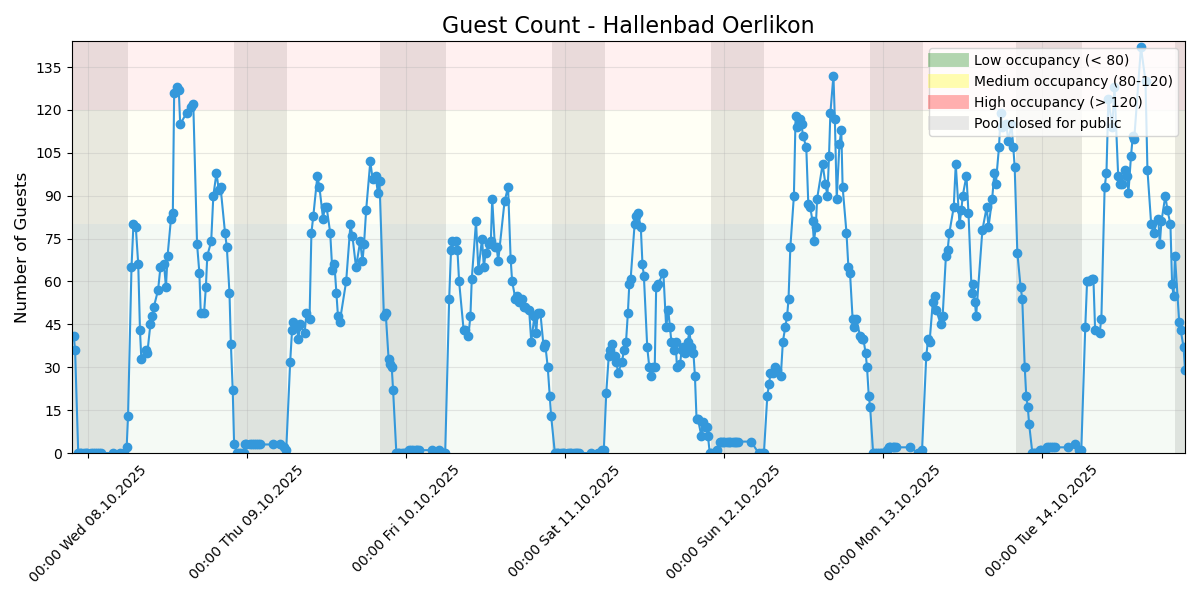 Guest Count - Hallenbad Oerlikon
Number of Guests
135
120
105
90
75
60
45
30
15
0
Low occupancy (< 80)
Medium occupancy (80-120)
High occupancy (> 120)
Pool closed for public
00:00 Wed 08.10.2025
00:00 Thu 09.10.2025
00:00 Fri 10.10.2025
00:00 Sat 11.10.2025
00:00 Sun 12.10.2025
00:00 Mon 13.10.2025
00:00 Tue 14.10.2025